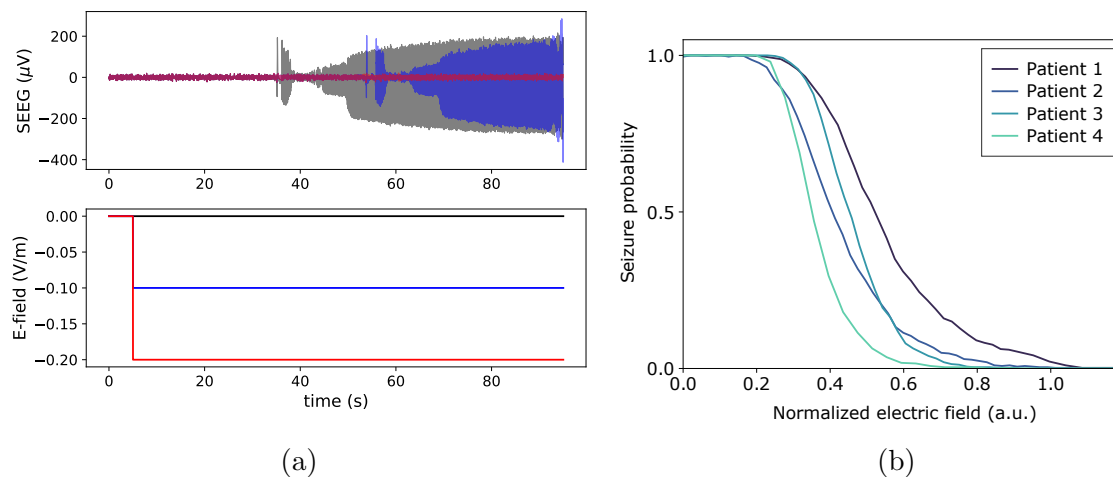 SEEG (μV)
200
0
−200
−400
0
20
40
60
80
E-field (V/m)
0.00
−0.05
−0.10
−0.15
−0.20
0
20
40
60
80
time (s)
(a)
Seizure probability
1.0
0.5
0.0
0.0
0.2
0.4
0.6
0.8
1.0
Normalized electric field (a.u.)
Patient 1
Patient 2
Patient 3
Patient 4
(b)